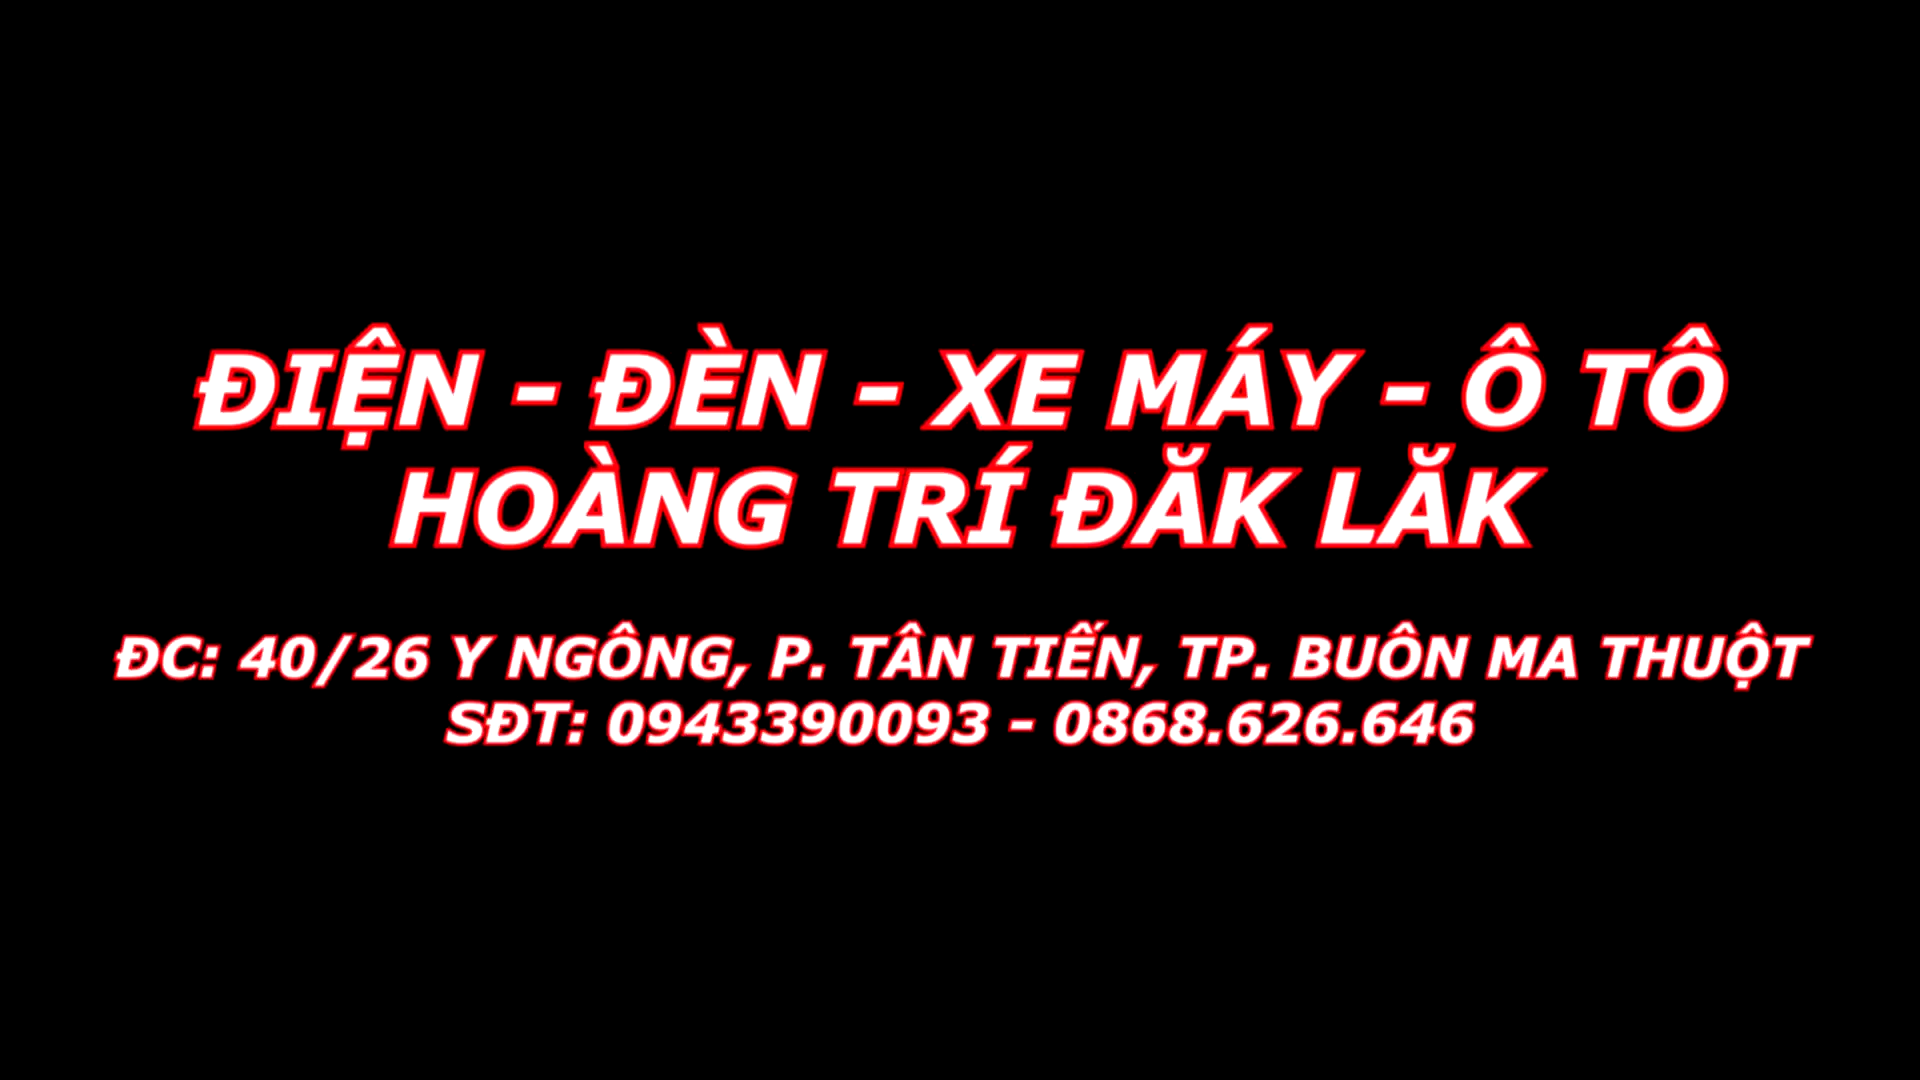 ĐIỆN - ĐÈN - XE MÁY - Ô TÔ
HOÀNG TRÍ ĐĂK LĂK
ĐC: 40/26 Y NGÔNG, P. TÂN TIẾN, TP. BUÔN MA THUỘT
SĐT: 0943390093 - 0868.626.646